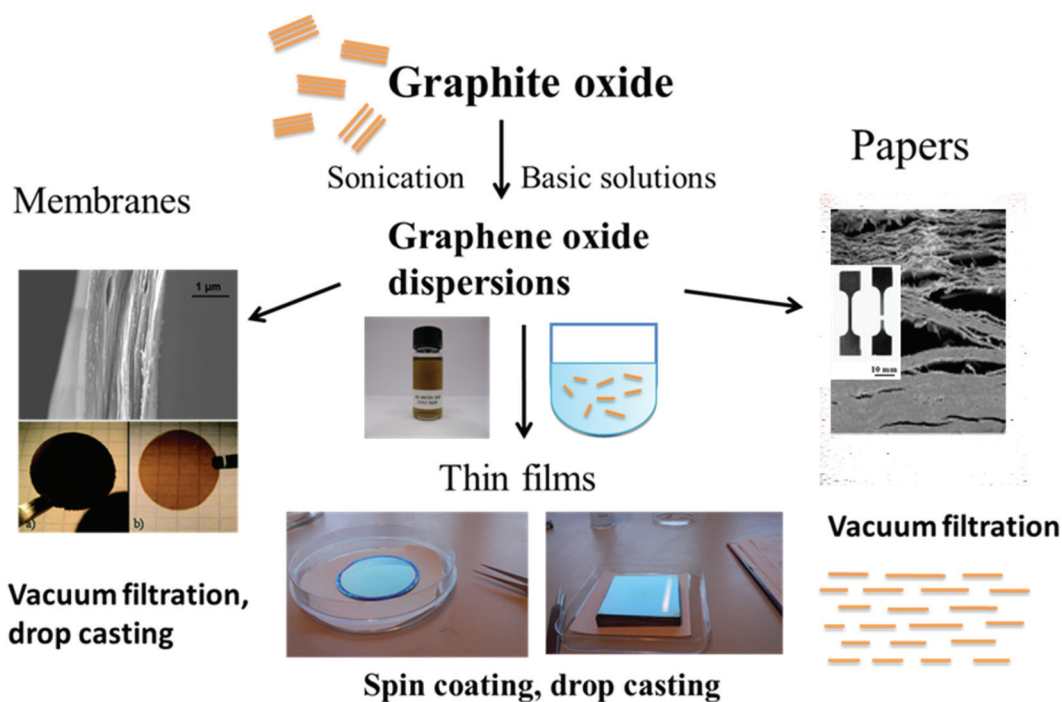 Graphite oxide
Sonication
Basic solutions
Papers
Membranes
Graphene oxide
dispersions
1 µm
10 mm
a)
b)
Thin films
Vacuum filtration
Vacuum filtration,
drop casting
Spin coating, drop casting